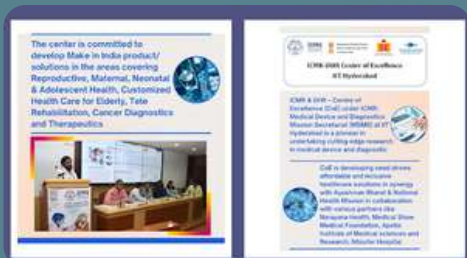 The center is committed to
develop Make in India product/
solutions in the areas covering
Reproductive, Maternal, Neonatal
& Adolescent Health, Customized
Health Care for Elderly, Tele
Rehabilitation, Cancer Diagnostics
and Therapeutics
ICMR-DHR Center of Excellence
IIT Hyderabad
ICMR & DHR – Centre of
Excellence (CoE) under ICMR
Medical Device and Diagnostics
Mission Secretariat (MDMS) at IIT
Hyderabad is a pioneer in
undertaking cutting edge research
in medical device and diagnostic
CoE is developing need driven
affordable and inclusive
healthcare solutions in synergy
with Ayushman Bharat & National
Health Mission in collaboration
with various partners like
Narayana Health, Medical
Medical Foundation, Apollo
Institute of Medical sciences and
Research, Hospital